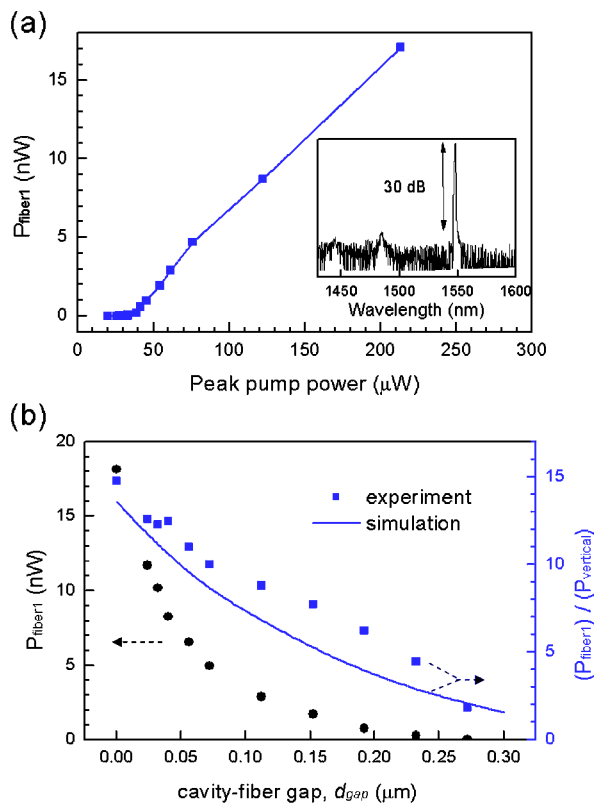 (a)
15
10
5
0
P_fiber1 (nW)
0 50 100 150 200 250 300
Peak pump power (μW)
30 dB
1450 1500 1550 1600
Wavelength (nm)
(b)
20
15
10
5
0
P_fiber1 (nW)
experiment
simulation
15
10
5
0
(P_fiber1) / (P_vertical)
0.00 0.05 0.10 0.15 0.20 0.25 0.30
cavity-fiber gap, d_gap (μm)